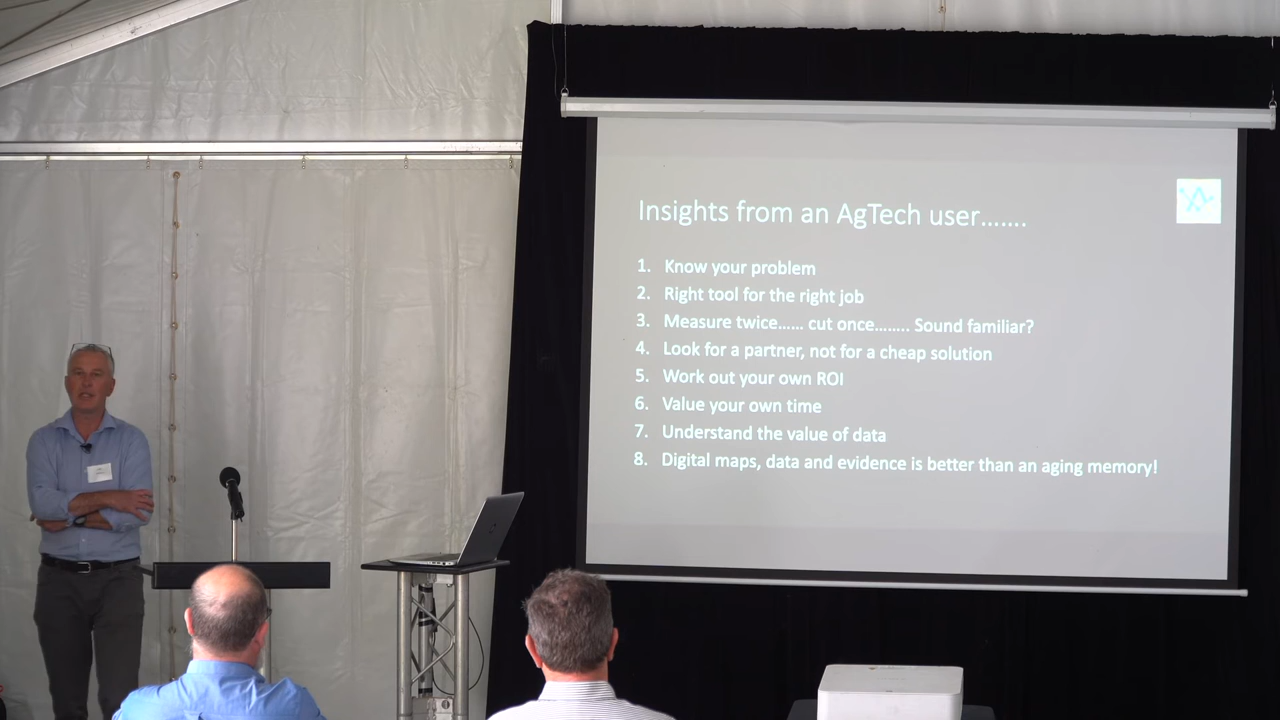 Insights from an AgTech user.......
1. Know your problem
2. Right tool for the right job
3. Measure twice...... cut once........ Sound familiar?
4. Look for a partner, not for a cheap solution
5. Work out your own ROI
6. Value your own time
7. Understand the value of data
8. Digital maps, data and evidence is better than an aging memory!